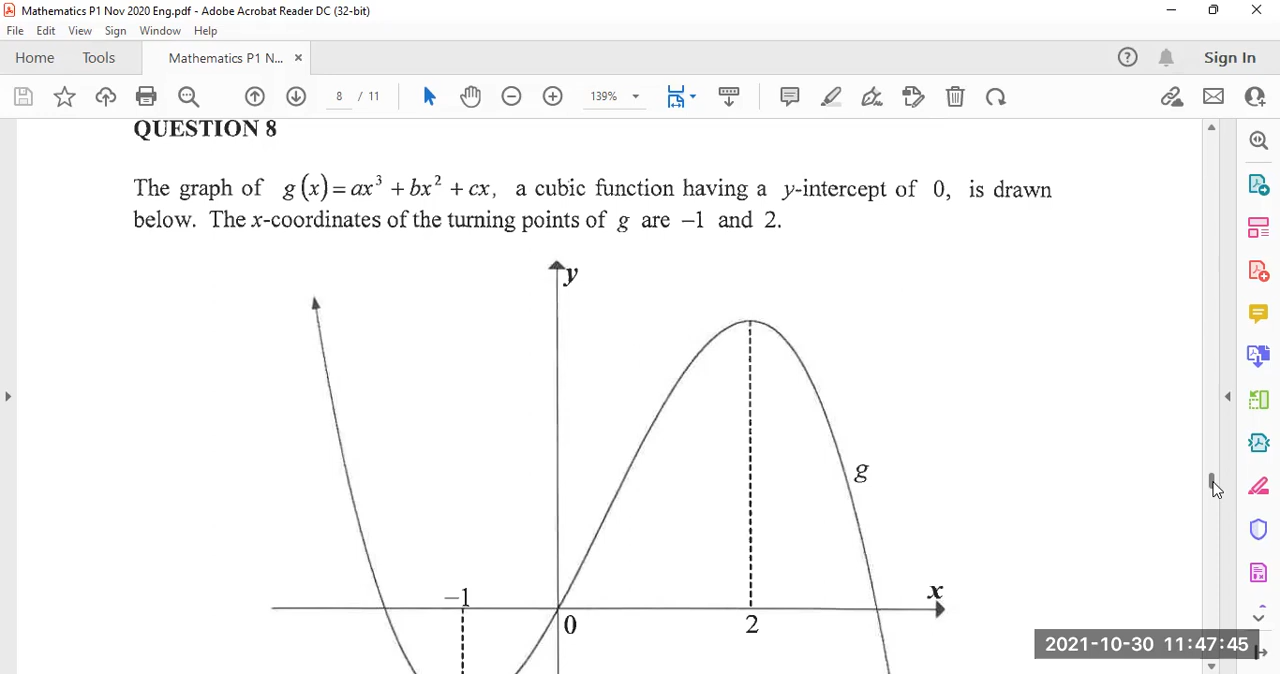 Mathematics P1 Nov 2020 Eng.pdf - Adobe Acrobat Reader DC (32-bit)
File Edit View Sign Window Help
Home Tools Mathematics P1 N... × Sign In
8 / 11 139%
QUESTION 8
The graph of g(x)=ax³+bx²+cx, a cubic function having a y-intercept of 0, is drawn
below. The x-coordinates of the turning points of g are −1 and 2.
y
g
−1
x
0
2
2021-10-30 11:47:45